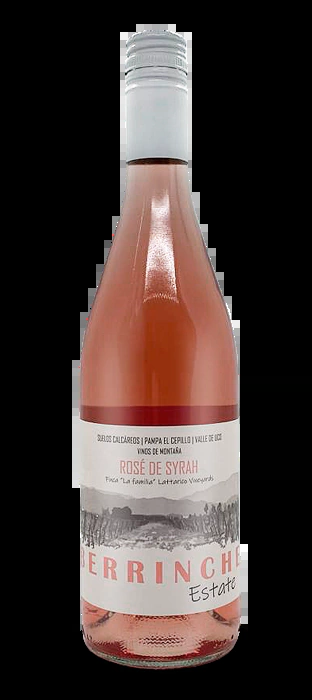 SUELOS CALCÁREOS | PAMPA EL CEPILLO | VALLE DE UCO
VINOS DE MONTAÑA
ROSÉ DE SYRAH
Finca "La familia" Lattarico Vineyards
BERRINCHE
Estate